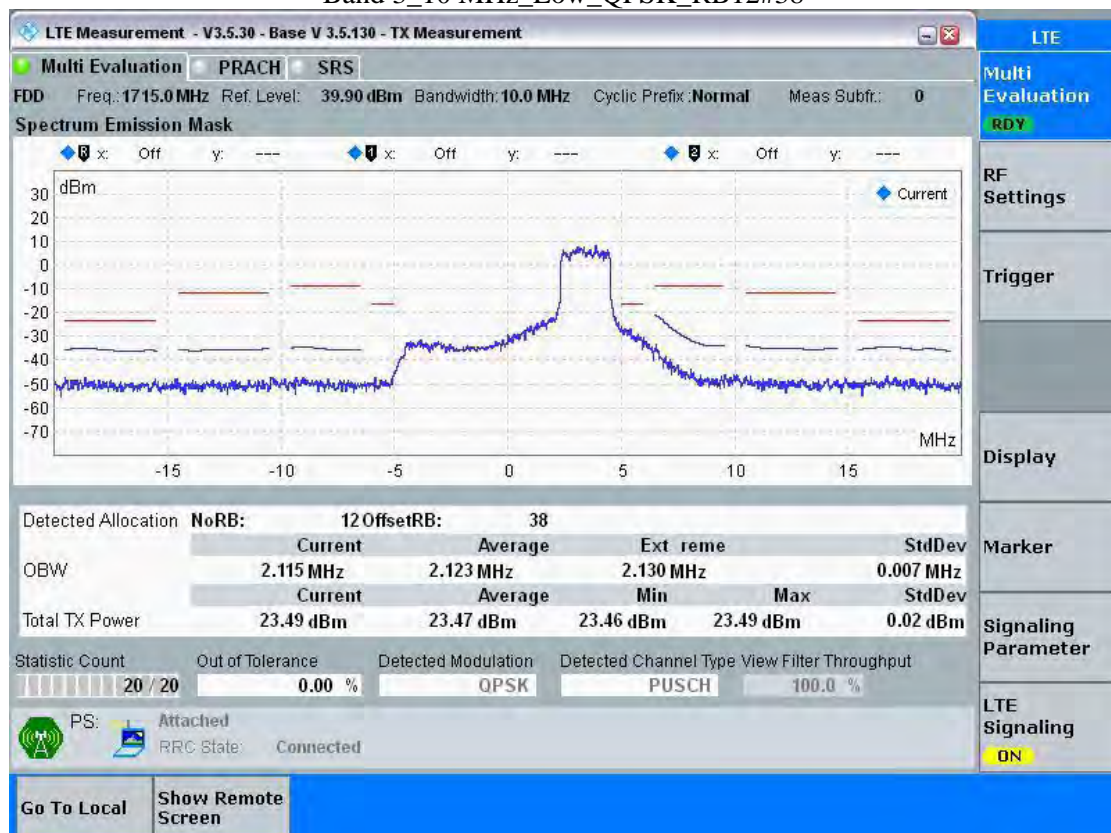 Band 3_10 MHz_Low_QPSK_RB12#38
LTE Measurement - V3.5.30 - Base V 3.5.130 - TX Measurement
Multi Evaluation PRACH SRS
FDD Freq.: 1715.0 MHz Ref. Level: 39.90 dBm Bandwidth: 10.0 MHz Cyclic Prefix : Normal Meas Subfr.: 0
Spectrum Emission Mask
R x: Off y: --- 1 x: Off y: --- 2 x: Off y: ---
dBm
Current
30
20
10
0
-10
-20
-30
-40
-50
-60
-70
MHz
-15 -10 -5 0 5 10 15
Detected Allocation NoRB: 12 OffsetRB: 38
Current Average Ext reme StdDev
OBW 2.115 MHz 2.123 MHz 2.130 MHz 0.007 MHz
Current Average Min Max StdDev
Total TX Power 23.49 dBm 23.47 dBm 23.46 dBm 23.49 dBm 0.02 dBm
Statistic Count Out of Tolerance Detected Modulation Detected Channel Type View Filter Throughput
20 / 20 0.00 % QPSK PUSCH 100.0 %
PS: Attached
RRC State: Connected
Go To Local
Show Remote
Screen
LTE
Multi
Evaluation
RDY
RF
Settings
Trigger
Display
Marker
Signaling
Parameter
LTE
Signaling
ON